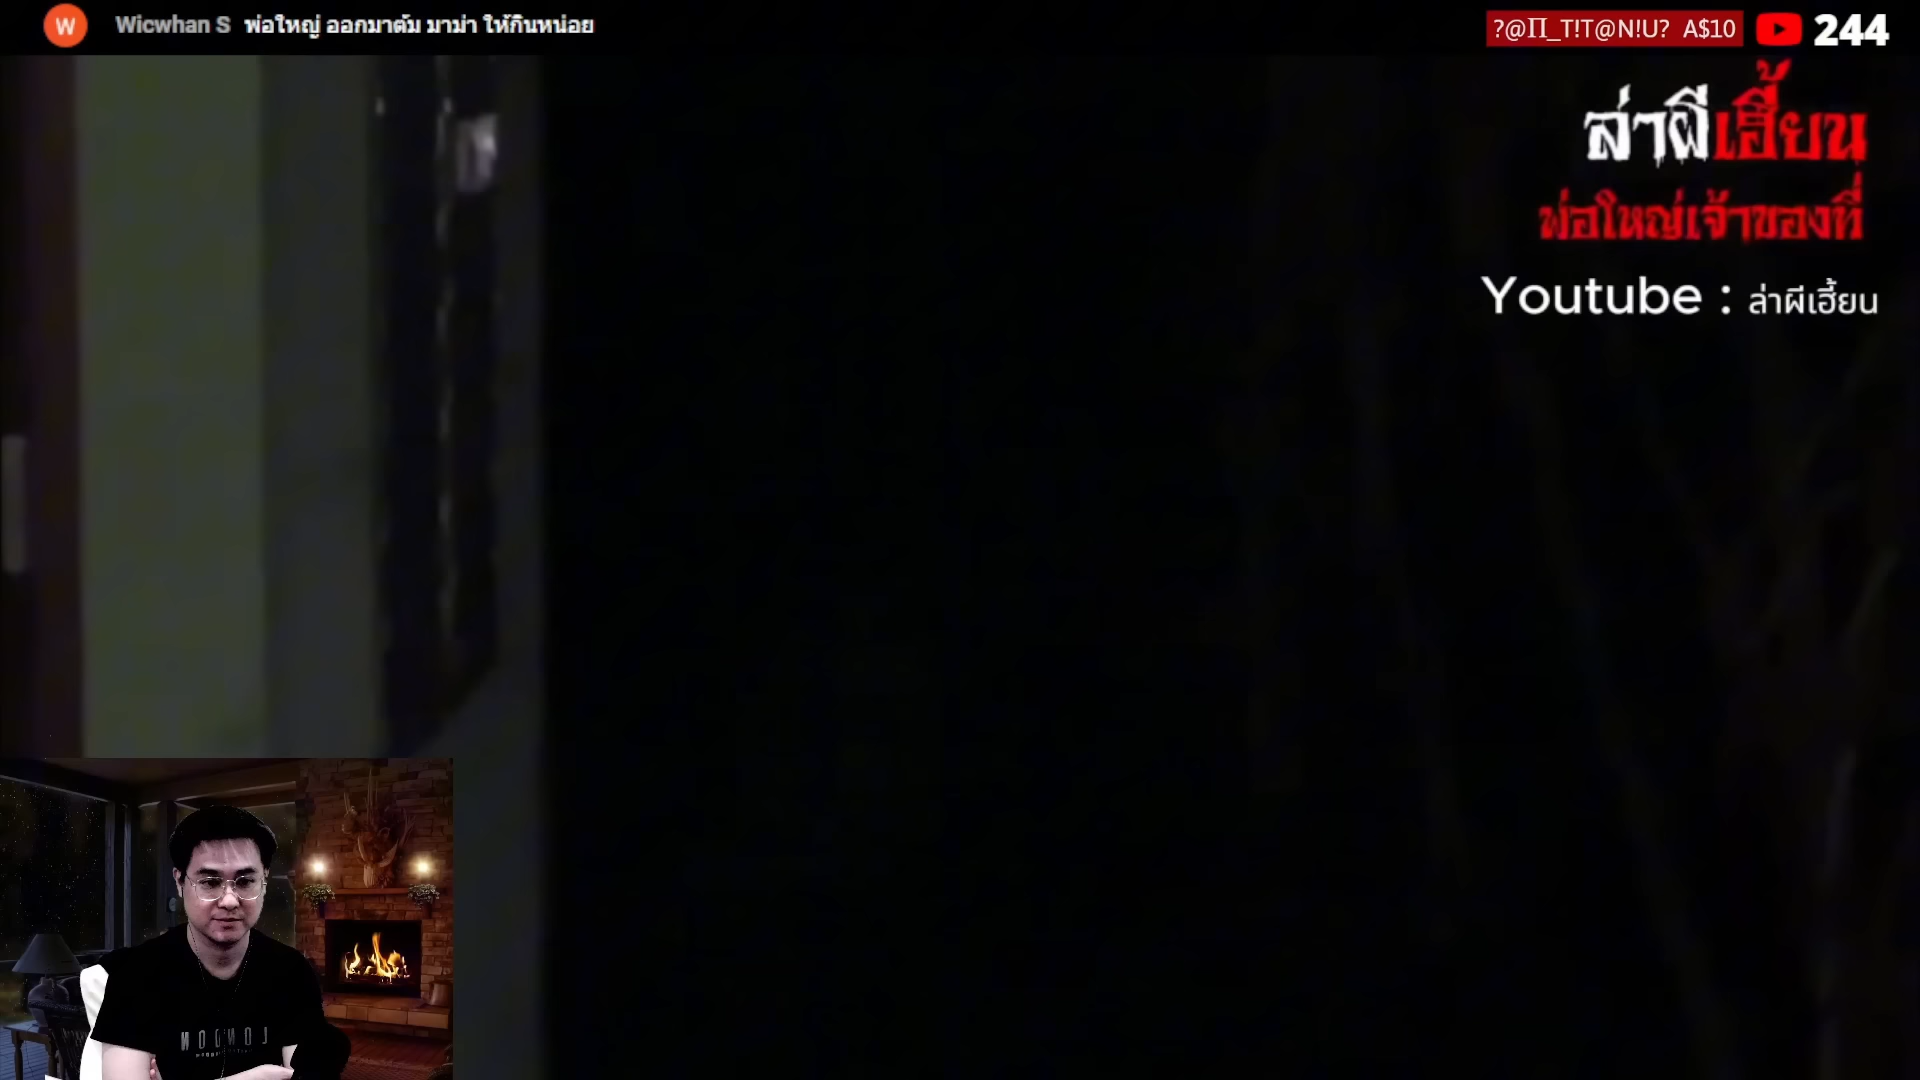 W Wicwhan S พ่อใหญ่ ออกมาต้ม มาม่า ให้กินหน่อย
?@П_T!T@N!U? A$10 244
ล่าผีเฮี้ยน
พ่อใหญ่เจ้าของที่
Youtube : ล่าผีเฮี้ยน
LONDON